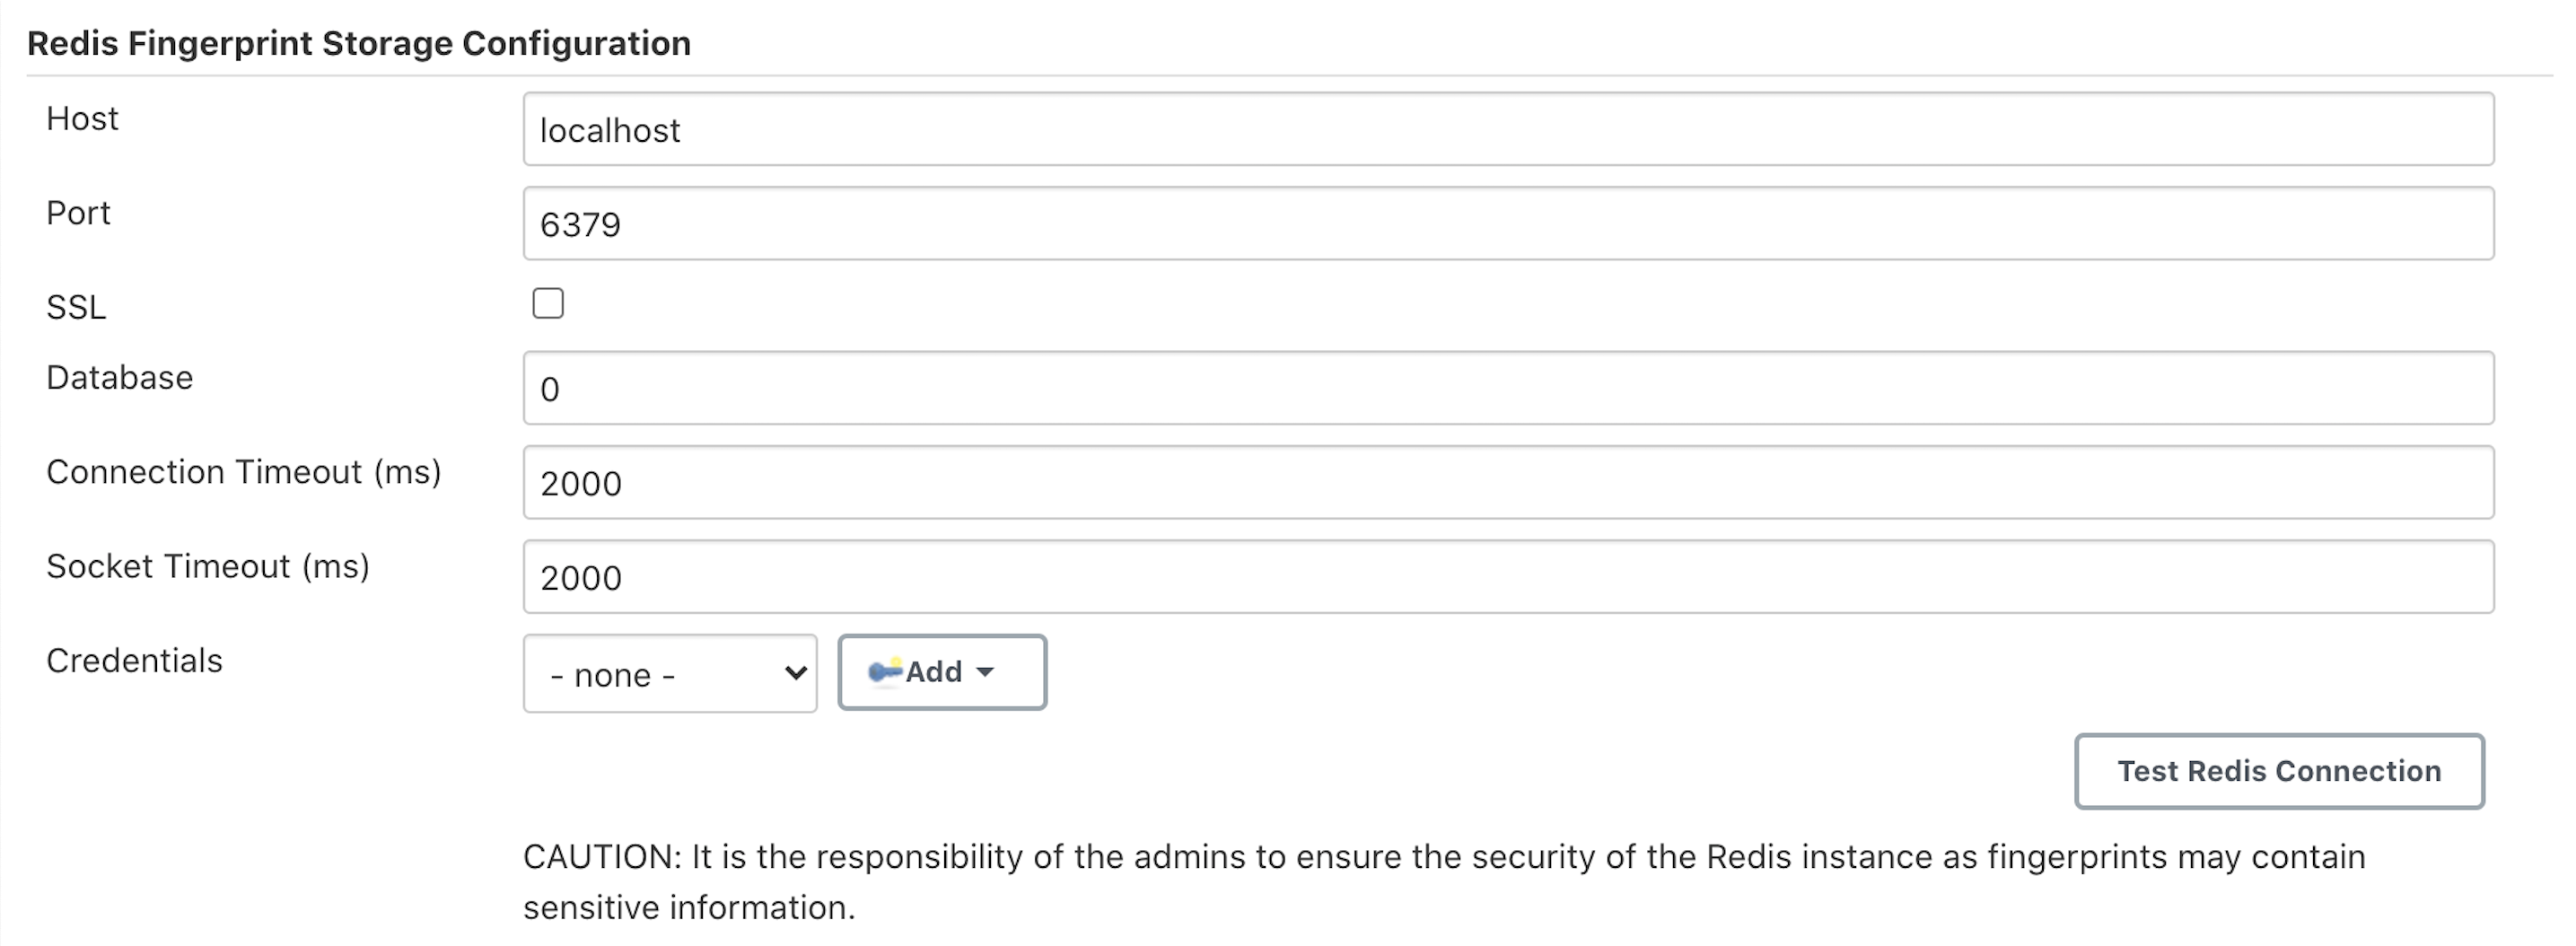 Redis Fingerprint Storage Configuration
Host
localhost
Port
6379
SSL
Database
0
Connection Timeout (ms)
2000
Socket Timeout (ms)
2000
Credentials
- none -
Add
Test Redis Connection
CAUTION: It is the responsibility of the admins to ensure the security of the Redis instance as fingerprints may contain
sensitive information.